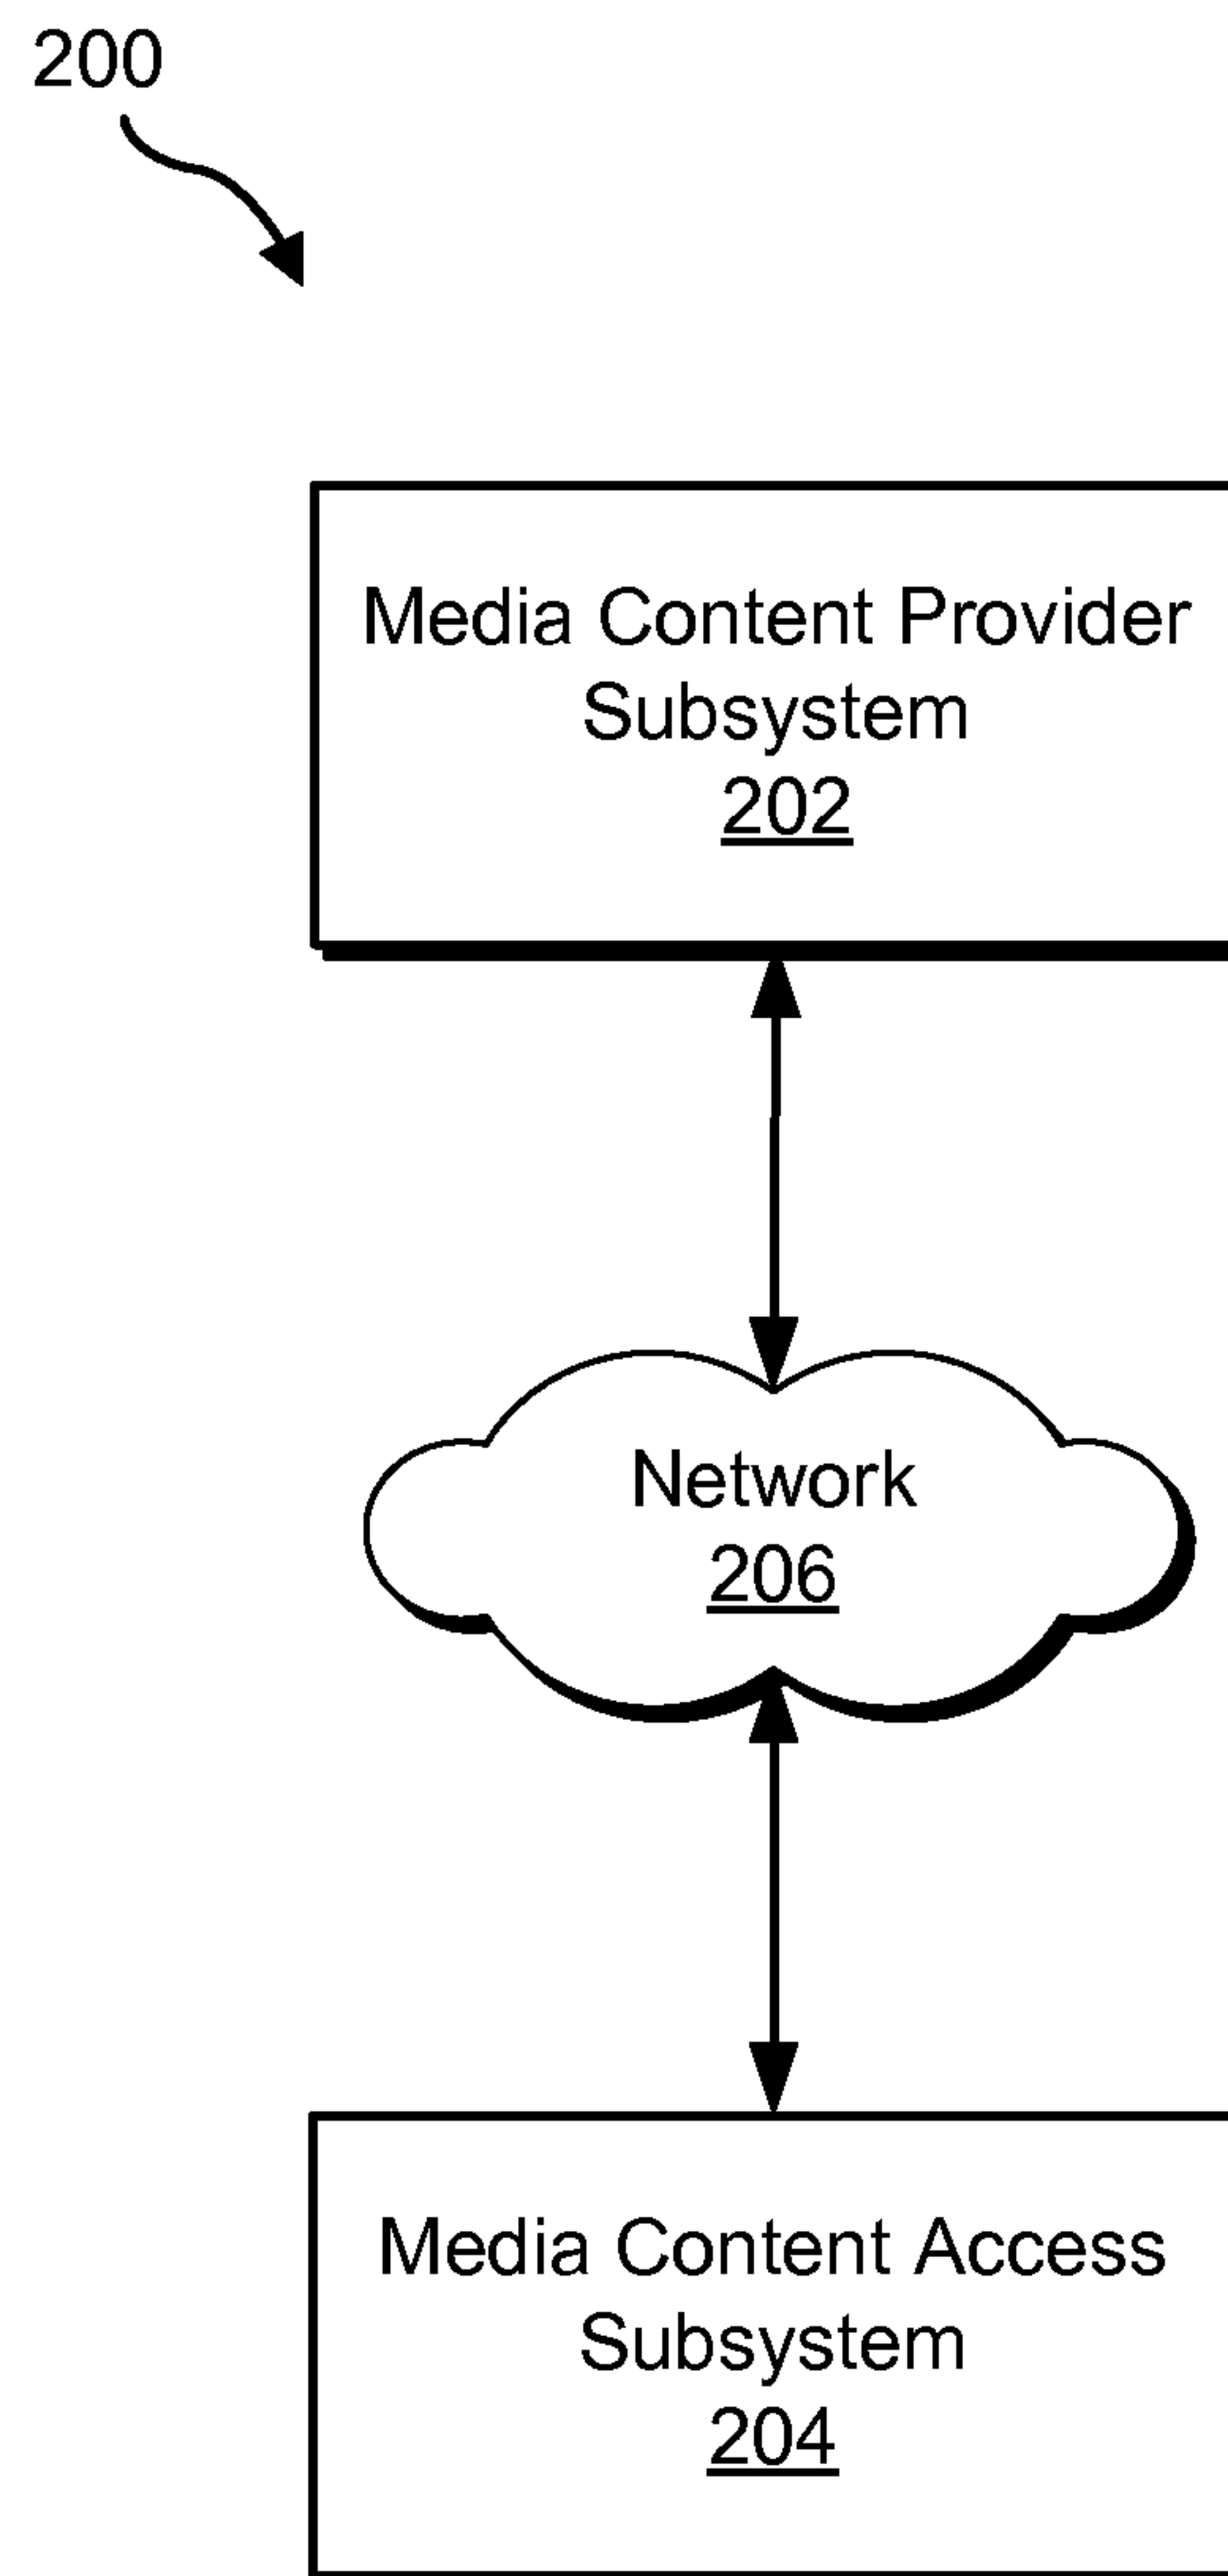 200
Media Content Provider
Subsystem
202
Network
206
Media Content Access
Subsystem
204